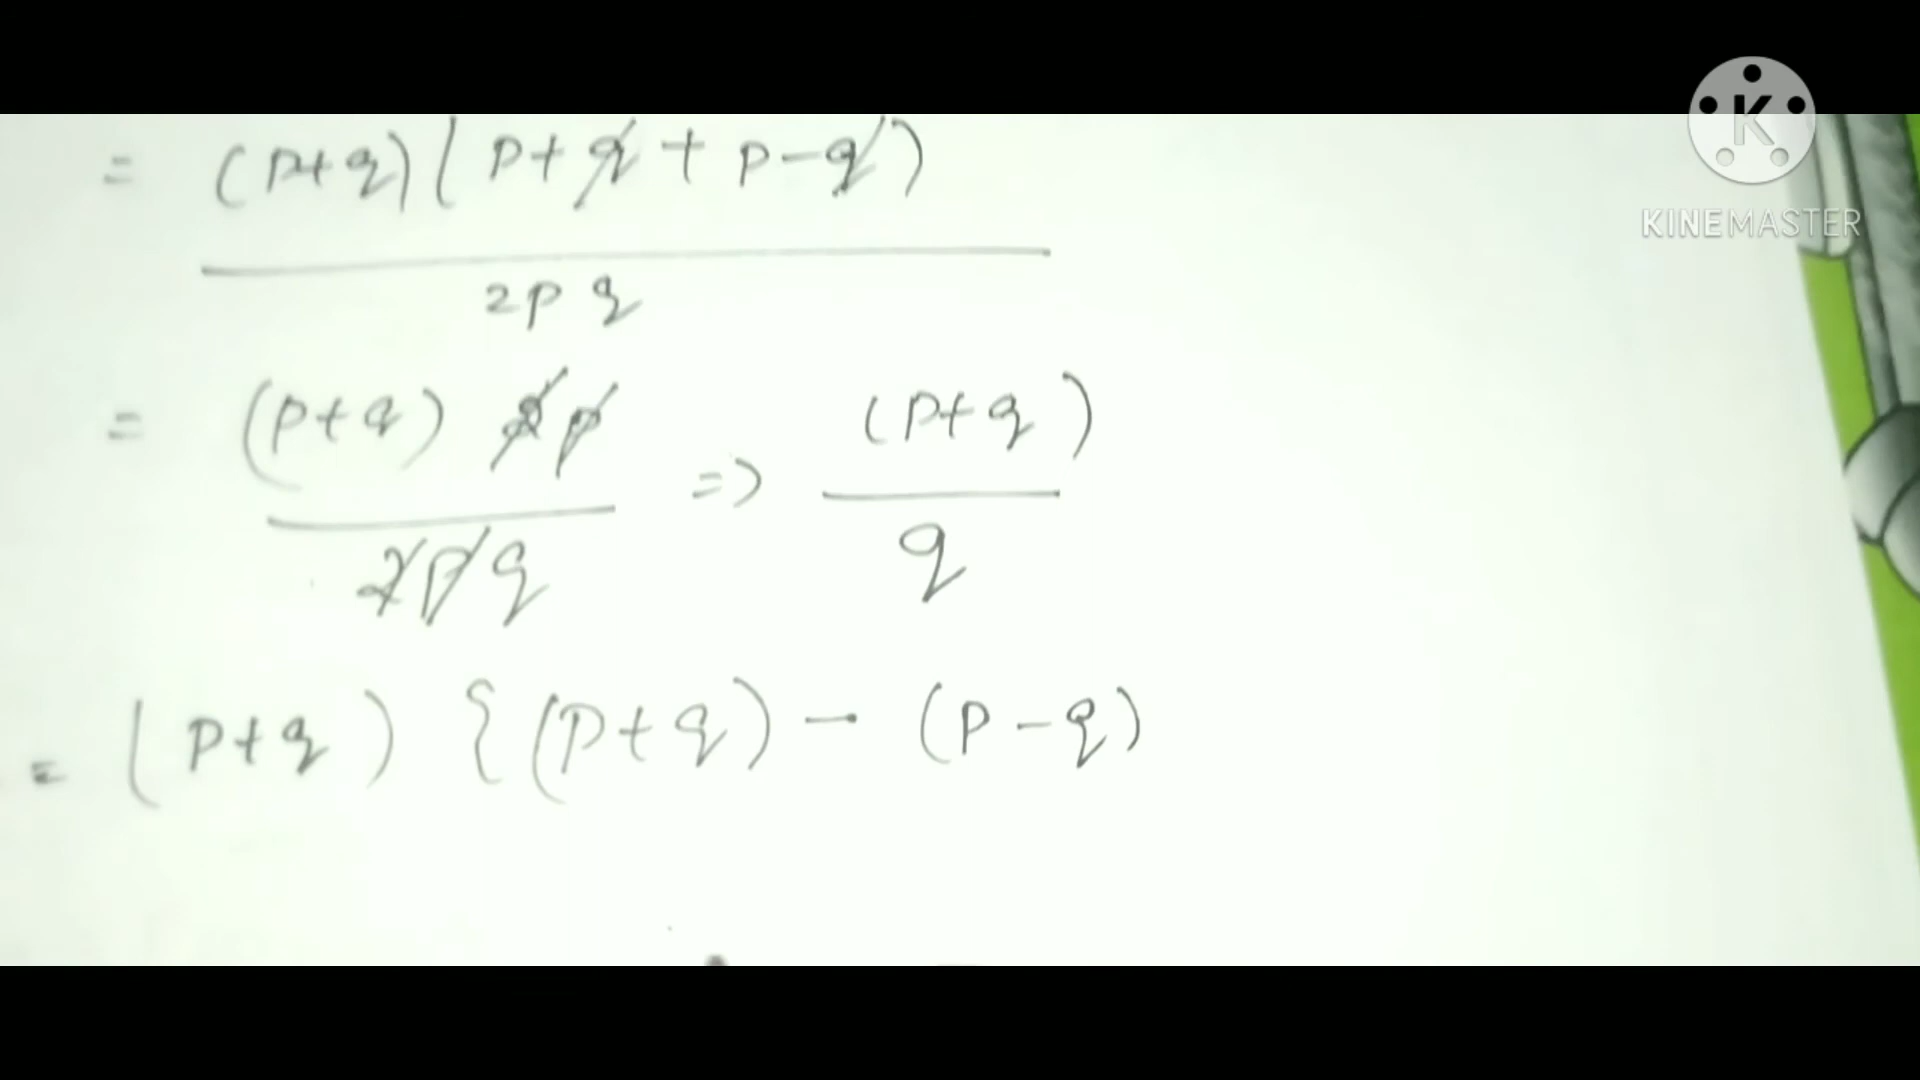 = (p+q)(p+q+p-q)
2pq
= (p+q) 2p => (p+q)
2pq q
= (p+q) {(p+q) - (p-q)
K
KINEMASTER